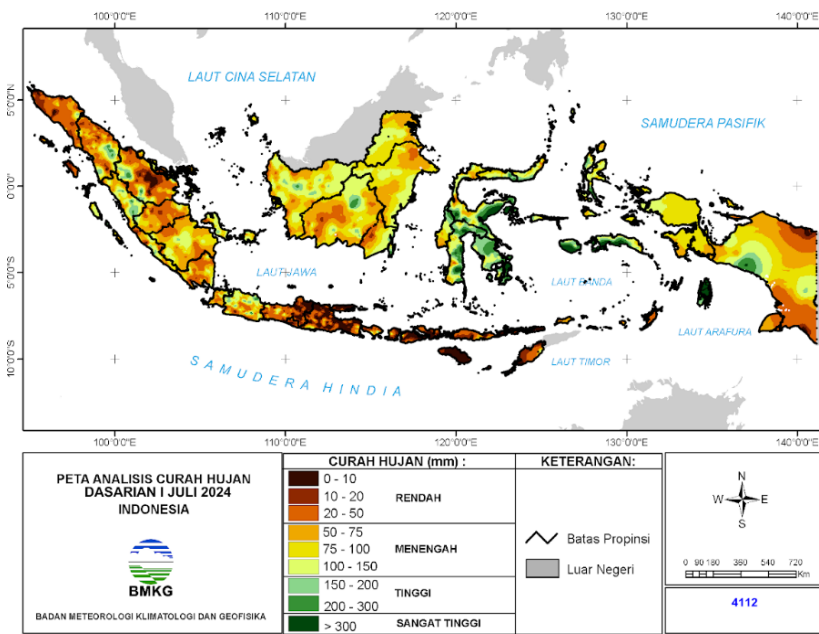 100°0'0"E 110°0'0"E 120°0'0"E 130°0'0"E 140°0'0"E
LAUT CINA SELATAN
SAMUDERA PASIFIK
5°0'0"N
0°0'0"
5°0'0"S
10°0'0"S
LAUT JAWA
LAUT BANDA
LAUT ARAFURA
LAUT TIMOR
SAMUDERA HINDIA
100°0'0"E 110°0'0"E 120°0'0"E 130°0'0"E 140°0'0"E
PETA ANALISIS CURAH HUJAN
DASARIAN I JULI 2024
INDONESIA
BMKG
BADAN METEOROLOGI KLIMATOLOGI DAN GEOFISIKA
CURAH HUJAN (mm) :
0 - 10
10 - 20
20 - 50
RENDAH
50 - 75
75 - 100
100 - 150
MENENGAH
150 - 200
200 - 300
TINGGI
> 300
SANGAT TINGGI
KETERANGAN:
Batas Propinsi
Luar Negeri
N
W E
S
0 90 180 360 540 720
Km
4112